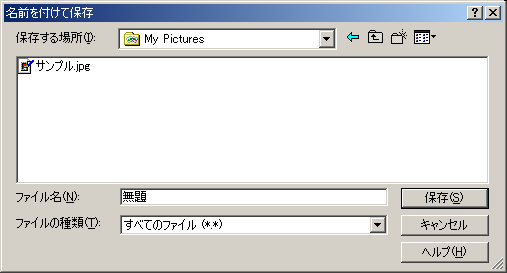 名前を付けて保存
保存する場所(I):
My Pictures
サンプル.jpg
ファイル名(N):
無題
保存(S)
ファイルの種類(T):
すべてのファイル (*.*)
キャンセル
ヘルプ(H)